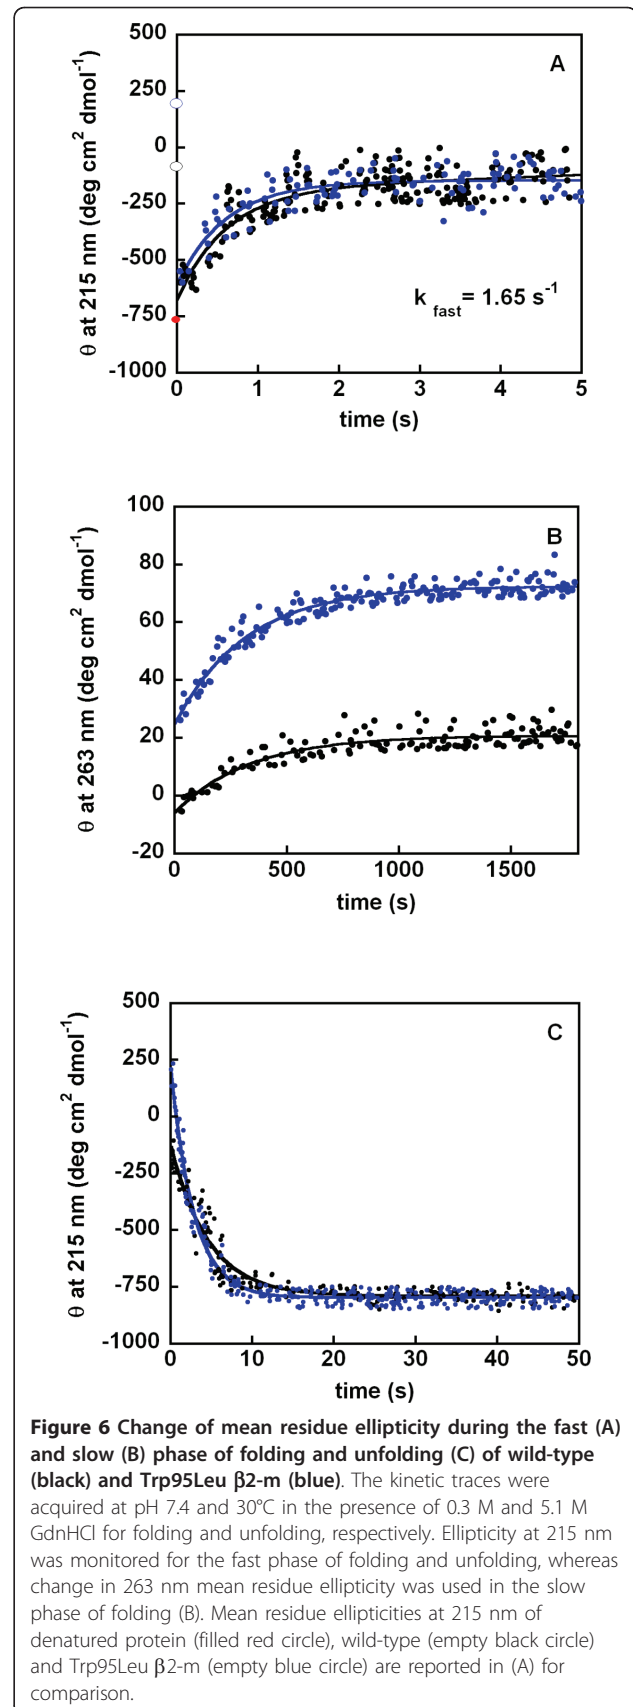 500
250
0
-250
-500
-750
-1000
θ at 215 nm (deg cm² dmol⁻¹)
A
k fast = 1.65 s⁻¹
0 1 2 3 4 5
time (s)
100
80
60
40
20
0
-20
θ at 263 nm (deg cm² dmol⁻¹)
B
0 500 1000 1500
time (s)
500
250
0
-250
-500
-750
-1000
θ at 215 nm (deg cm² dmol⁻¹)
C
0 10 20 30 40 50
time (s)
Figure 6 Change of mean residue ellipticity during the fast (A)
and slow (B) phase of folding and unfolding (C) of wild-type
(black) and Trp95Leu β2-m (blue). The kinetic traces were
acquired at pH 7.4 and 30°C in the presence of 0.3 M and 5.1 M
GdnHCl for folding and unfolding, respectively. Ellipticity at 215 nm
was monitored for the fast phase of folding and unfolding, whereas
change in 263 nm mean residue ellipticity was used in the slow
phase of folding (B). Mean residue ellipticities at 215 nm of
denatured protein (filled red circle), wild-type (empty black circle)
and Trp95Leu β2-m (empty blue circle) are reported in (A) for
comparison.